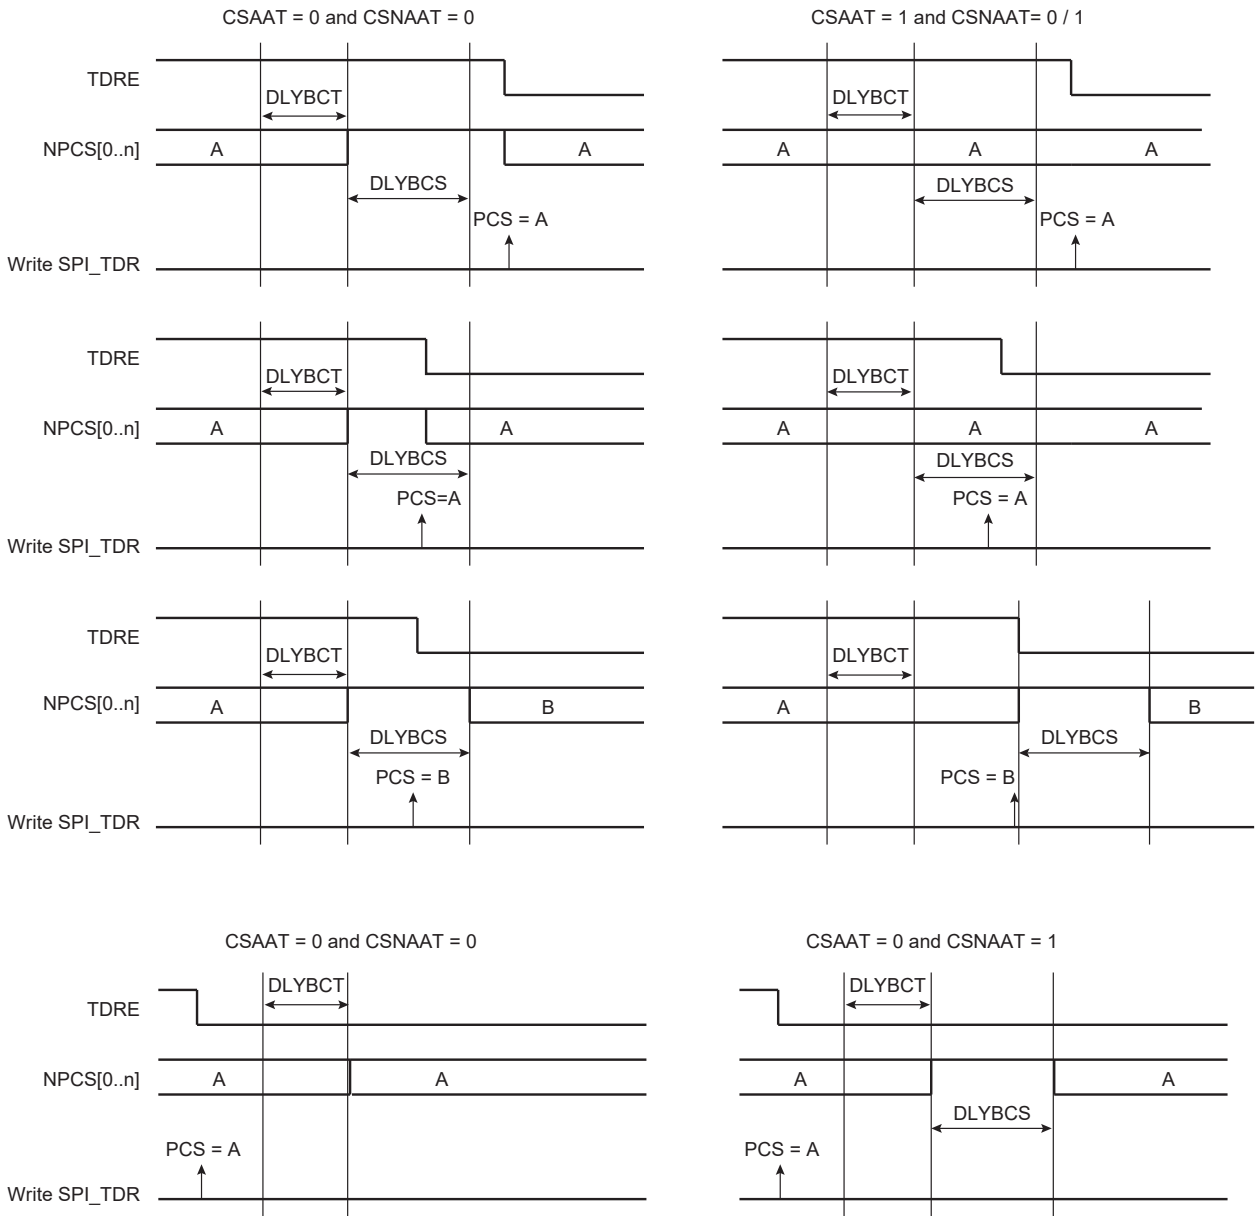 CSAAT = 0 and CSNAAT = 0
TDRE
DLYBCT
NPCS[0..n]
A
A
DLYBCS
PCS = A
Write SPI_TDR
CSAAT = 1 and CSNAAT= 0 / 1
DLYBCT
A
A
A
DLYBCS
PCS = A
TDRE
DLYBCT
NPCS[0..n]
A
A
DLYBCS
PCS=A
Write SPI_TDR
DLYBCT
A
A
A
DLYBCS
PCS = A
TDRE
DLYBCT
NPCS[0..n]
A
B
DLYBCS
PCS = B
Write SPI_TDR
DLYBCT
A
B
DLYBCS
PCS = B
CSAAT = 0 and CSNAAT = 0
TDRE
DLYBCT
NPCS[0..n]
A
A
PCS = A
Write SPI_TDR
CSAAT = 0 and CSNAAT = 1
DLYBCT
A
A
DLYBCS
PCS = A